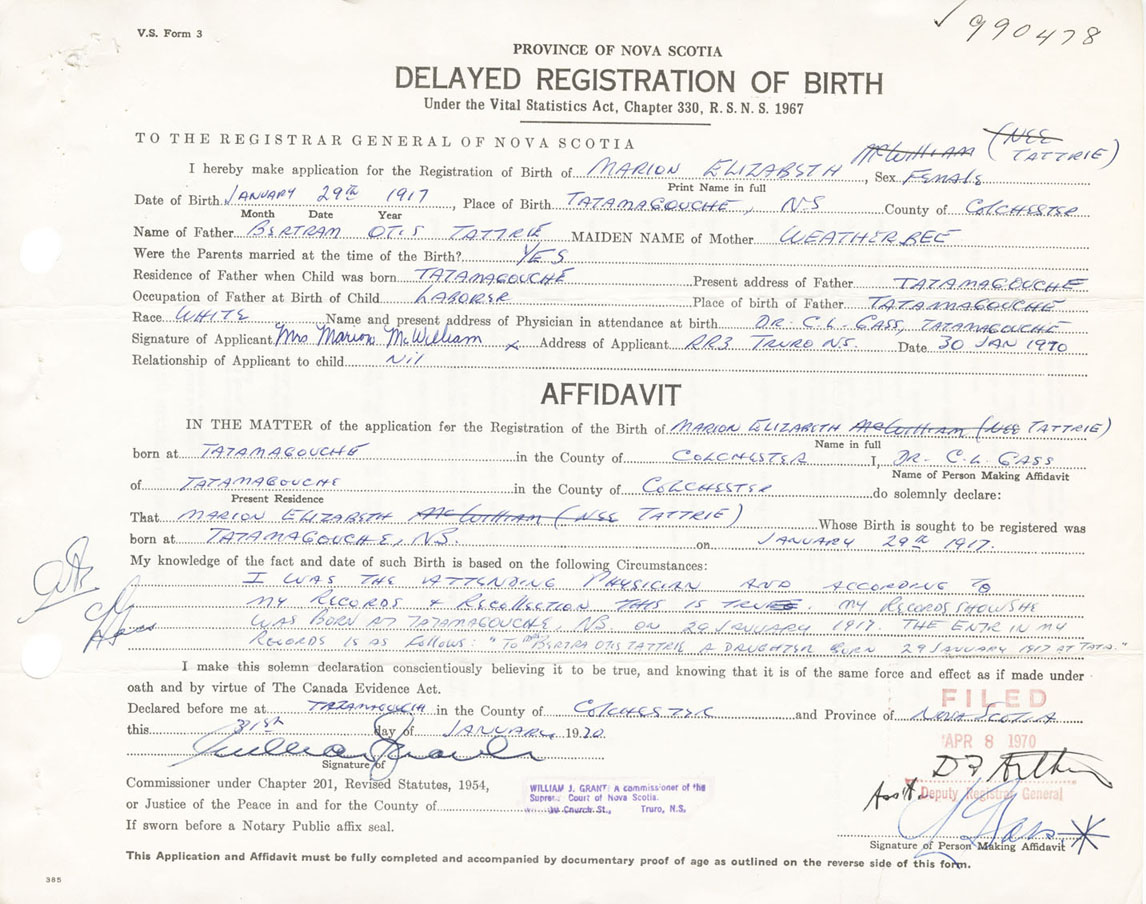 V.S. Form 3
990478
PROVINCE OF NOVA SCOTIA
DELAYED REGISTRATION OF BIRTH
Under the Vital Statistics Act, Chapter 330, R.S.N.S. 1967
TO THE REGISTRAR GENERAL OF NOVA SCOTIA
I hereby make application for the Registration of Birth of MARION ELIZABETH McWilliam (NEE TATTRIE), Sex FEMALE
Print Name in full
Date of Birth JANUARY 29th 1917, Place of Birth TATAMAGOUCHE, NS County of COLCHESTER
Month Date Year
Name of Father BERTRAM OTIS TATTRIE MAIDEN NAME of Mother WEATHERBEE
Were the Parents married at the time of the Birth? YES
Residence of Father when Child was born TATAMAGOUCHE Present address of Father TATAMAGOUCHE
Occupation of Father at Birth of Child LABORER Place of birth of Father TATAMAGOUCHE
Race WHITE Name and present address of Physician in attendance at birth DR. C.L. GASS, TATAMAGOUCHE
Signature of Applicant Mrs Marion McWilliam x Address of Applicant RR3 TRURO NS. Date 30 JAN 1970
Relationship of Applicant to child Nil
AFFIDAVIT
IN THE MATTER of the application for the Registration of the Birth of MARION ELIZABETH McWilliam (NEE TATTRIE)
Name in full
born at TATAMAGOUCHE in the County of COLCHESTER I, DR. C.L. GASS
Name of Person Making Affidavit
of TATAMAGOUCHE in the County of COLCHESTER do solemnly declare:
Present Residence
That MARION ELIZABETH McWilliam (NEE TATTRIE) Whose Birth is sought to be registered was
born at TATAMAGOUCHE, NS. on JANUARY 29th 1917.
My knowledge of the fact and date of such Birth is based on the following Circumstances:
I WAS THE ATTENDING PHYSICIAN AND ACCORDING TO
MY RECORDS & RECOLLECTION THIS IS TRUE. MY RECORDS SHOW SHE
WAS BORN AT TATAMAGOUCHE, NS ON 29 JANUARY 1917. THE ENTR IN MY
RECORDS IS AS FOLLOWS: "TO MRS BERTRA OTIS TATTRIE A DAUGHTER BORN 29 JANUARY 1917 AT TATA."
I make this solemn declaration conscientiously believing it to be true, and knowing that it is of the same force and effect as if made under
oath and by virtue of The Canada Evidence Act.
Declared before me at TATAMAGOUCH in the County of COLCHESTER and Province of NOVA SCOTIA
this 31st day of JANUARY 1970.
FILED
APR 8 1970
Signature of
Commissioner under Chapter 201, Revised Statutes, 1954,
or Justice of the Peace in and for the County of
If sworn before a Notary Public affix seal.
WILLIAM J. GRANT: A commissioner of the
Supreme Court of Nova Scotia.
Church St., Truro, N.S.
Ass't. Deputy Registrar General
Signature of Person Making Affidavit
This Application and Affidavit must be fully completed and accompanied by documentary proof of age as outlined on the reverse side of this form.
385